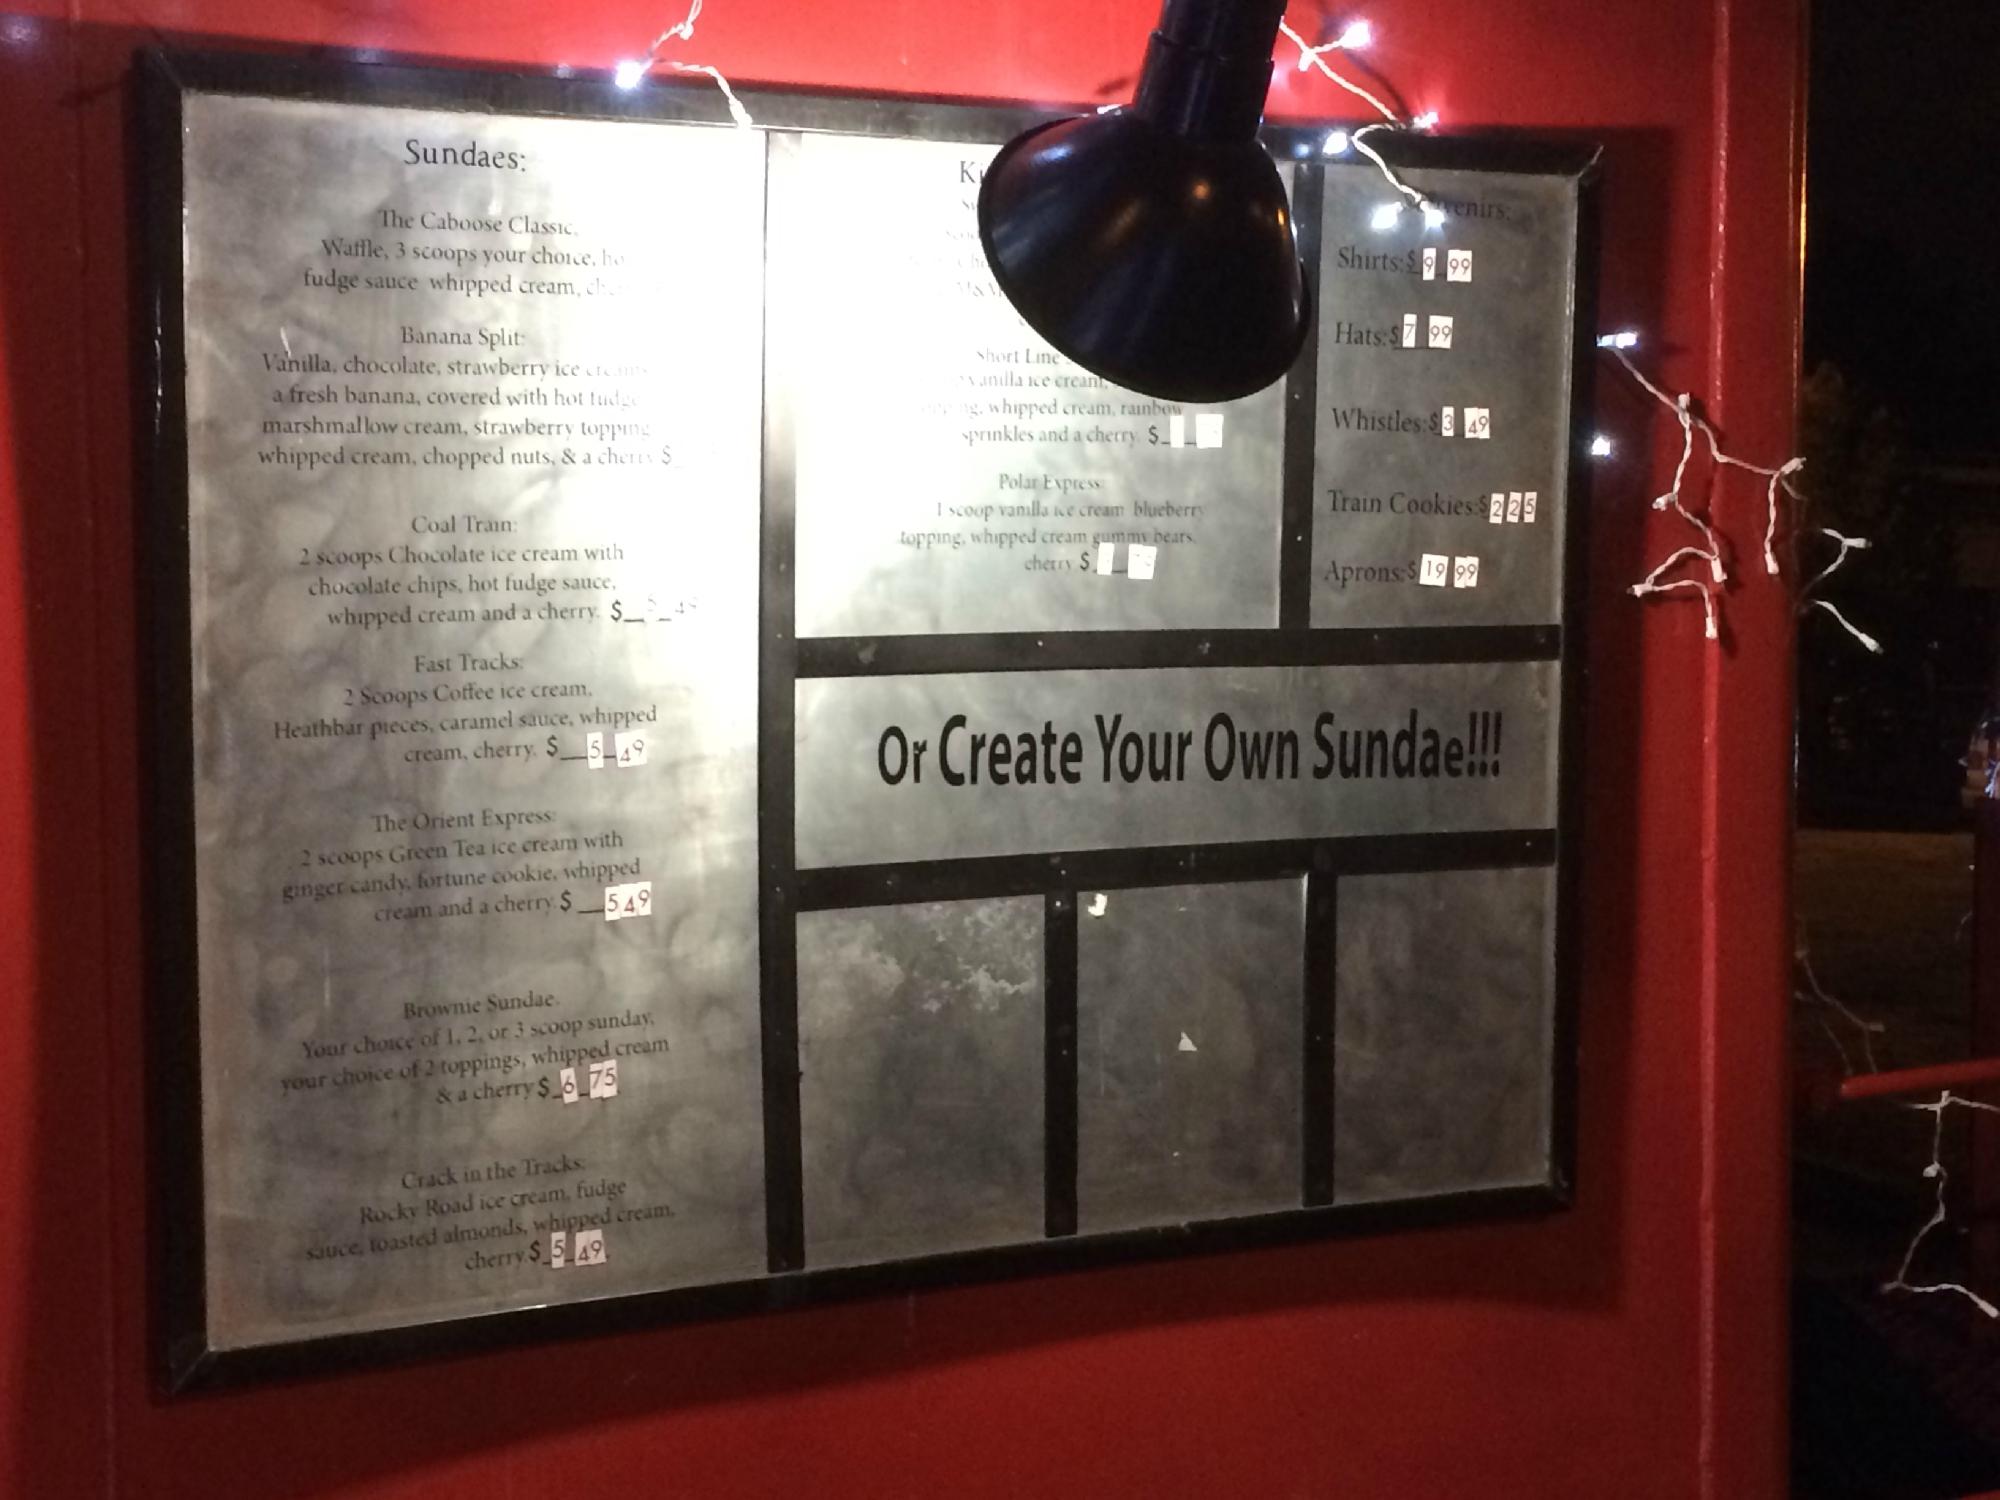 Sundaes:
The Caboose Classic.
Waffle, 3 scoops your choice,
fudge sauce whipped cream,
Banana Split:
Vanilla, chocolate, strawberry ice cream
a fresh banana, covered with hot fudge
marshmallow cream, strawberry topping
whipped cream, chopped nuts, & a cherry $_
Coal Train:
2 scoops Chocolate ice cream with
chocolate chips, hot fudge sauce,
whipped cream and a cherry. $__5_49
Fast Tracks:
2 Scoops Coffee ice cream,
Heathbar pieces, caramel sauce, whipped
cream, cherry. $__5_49
The Orient Express:
2 scoops Green Tea ice cream with
ginger candy, fortune cookie, whipped
cream and a cherry. $__549
Brownie Sundae.
Your choice of 1, 2, or 3 scoop sunday,
your choice of 2 toppings, whipped cream
& a cherry $_6_75
Crack in the Tracks:
Rocky Road ice cream, fudge
sauce, toasted almonds, whipped cream,
cherry. $_5_49
Short Line
vanilla ice cream,
whipped cream, rainbow
sprinkles and a cherry. $_
Polar Express:
1 scoop vanilla ice cream blueberry
topping, whipped cream gummy bears,
cherry $
Shirts:$ 9 99
Hats:$ 7 99
Whistles:$ 3 49
Train Cookies:$ 2 25
Aprons:$ 19 99
Or Create Your Own Sundae!!!